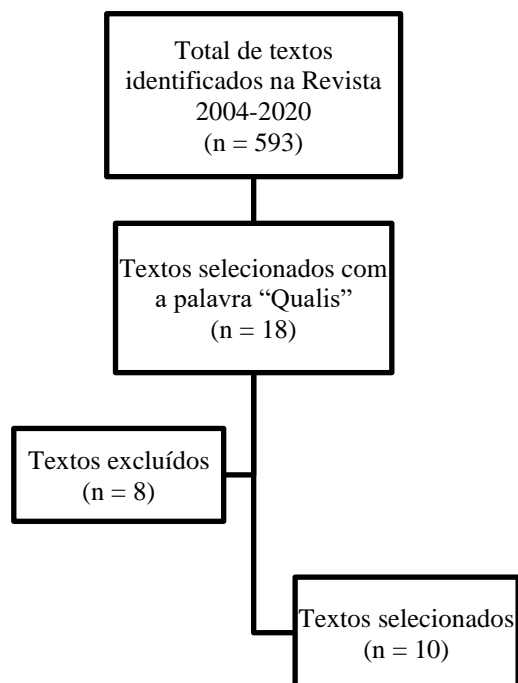 Total de textos
identificados na Revista
2004-2020
(n = 593)
Textos selecionados com
a palavra “Qualis”
(n = 18)
Textos excluídos
(n = 8)
Textos selecionados
(n = 10)